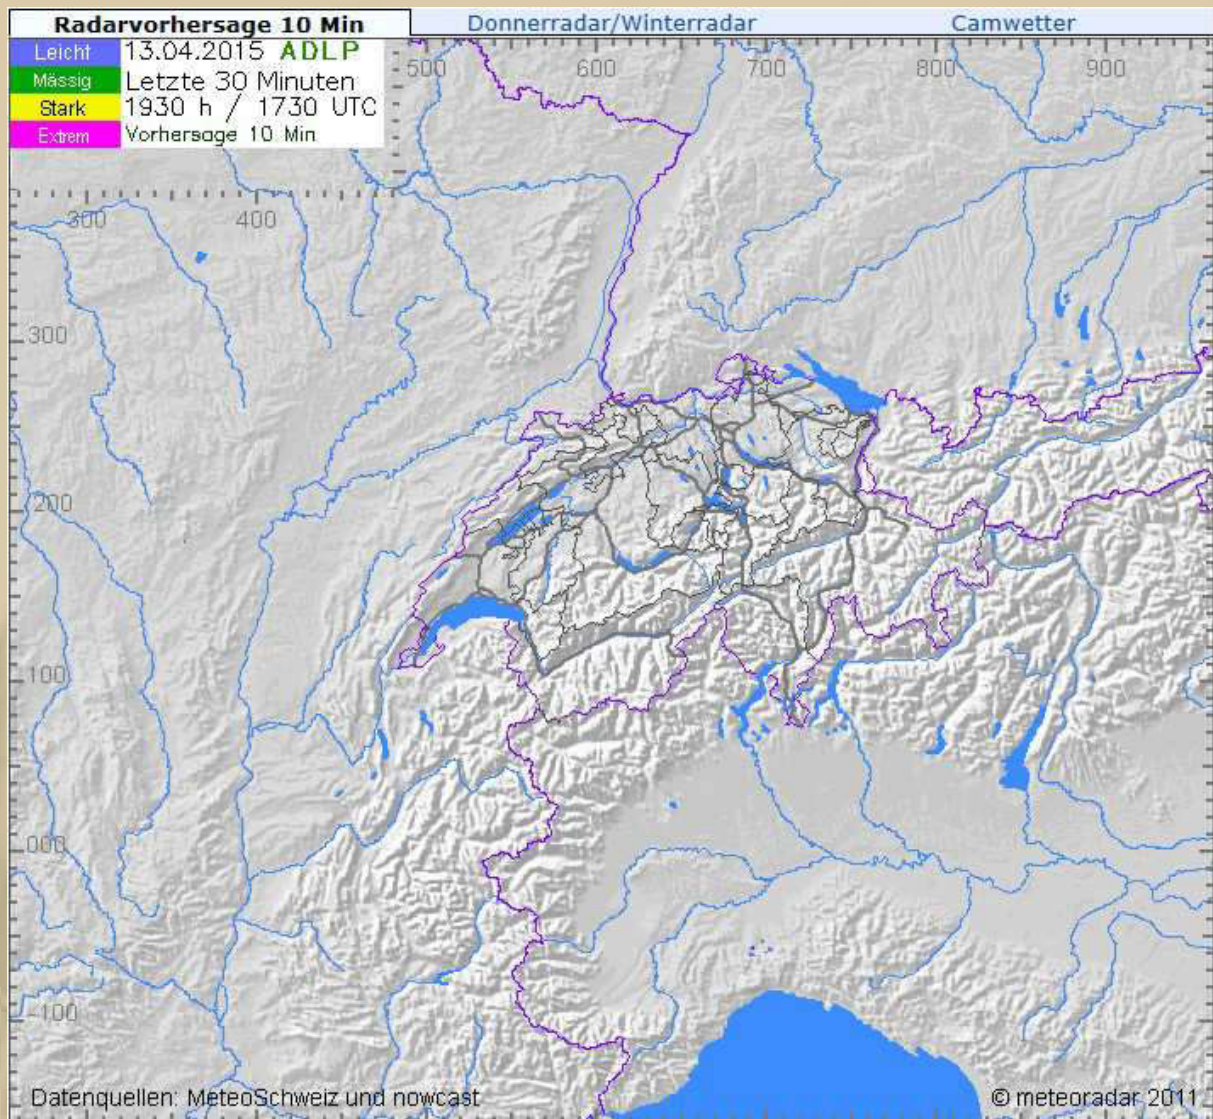 Radarvorhersage 10 Min
Donnerradar/Winterradar
Camwetter
Leicht 13.04.2015 ADLP
Mässig Letzte 30 Minuten
Stark 1930 h / 1730 UTC
Extrem Vorhersage 10 Min
500 600 700 800 900
300 400
300
200
100
000
-100
Datenquellen: MeteoSchweiz und nowcast
© meteoradar 2011